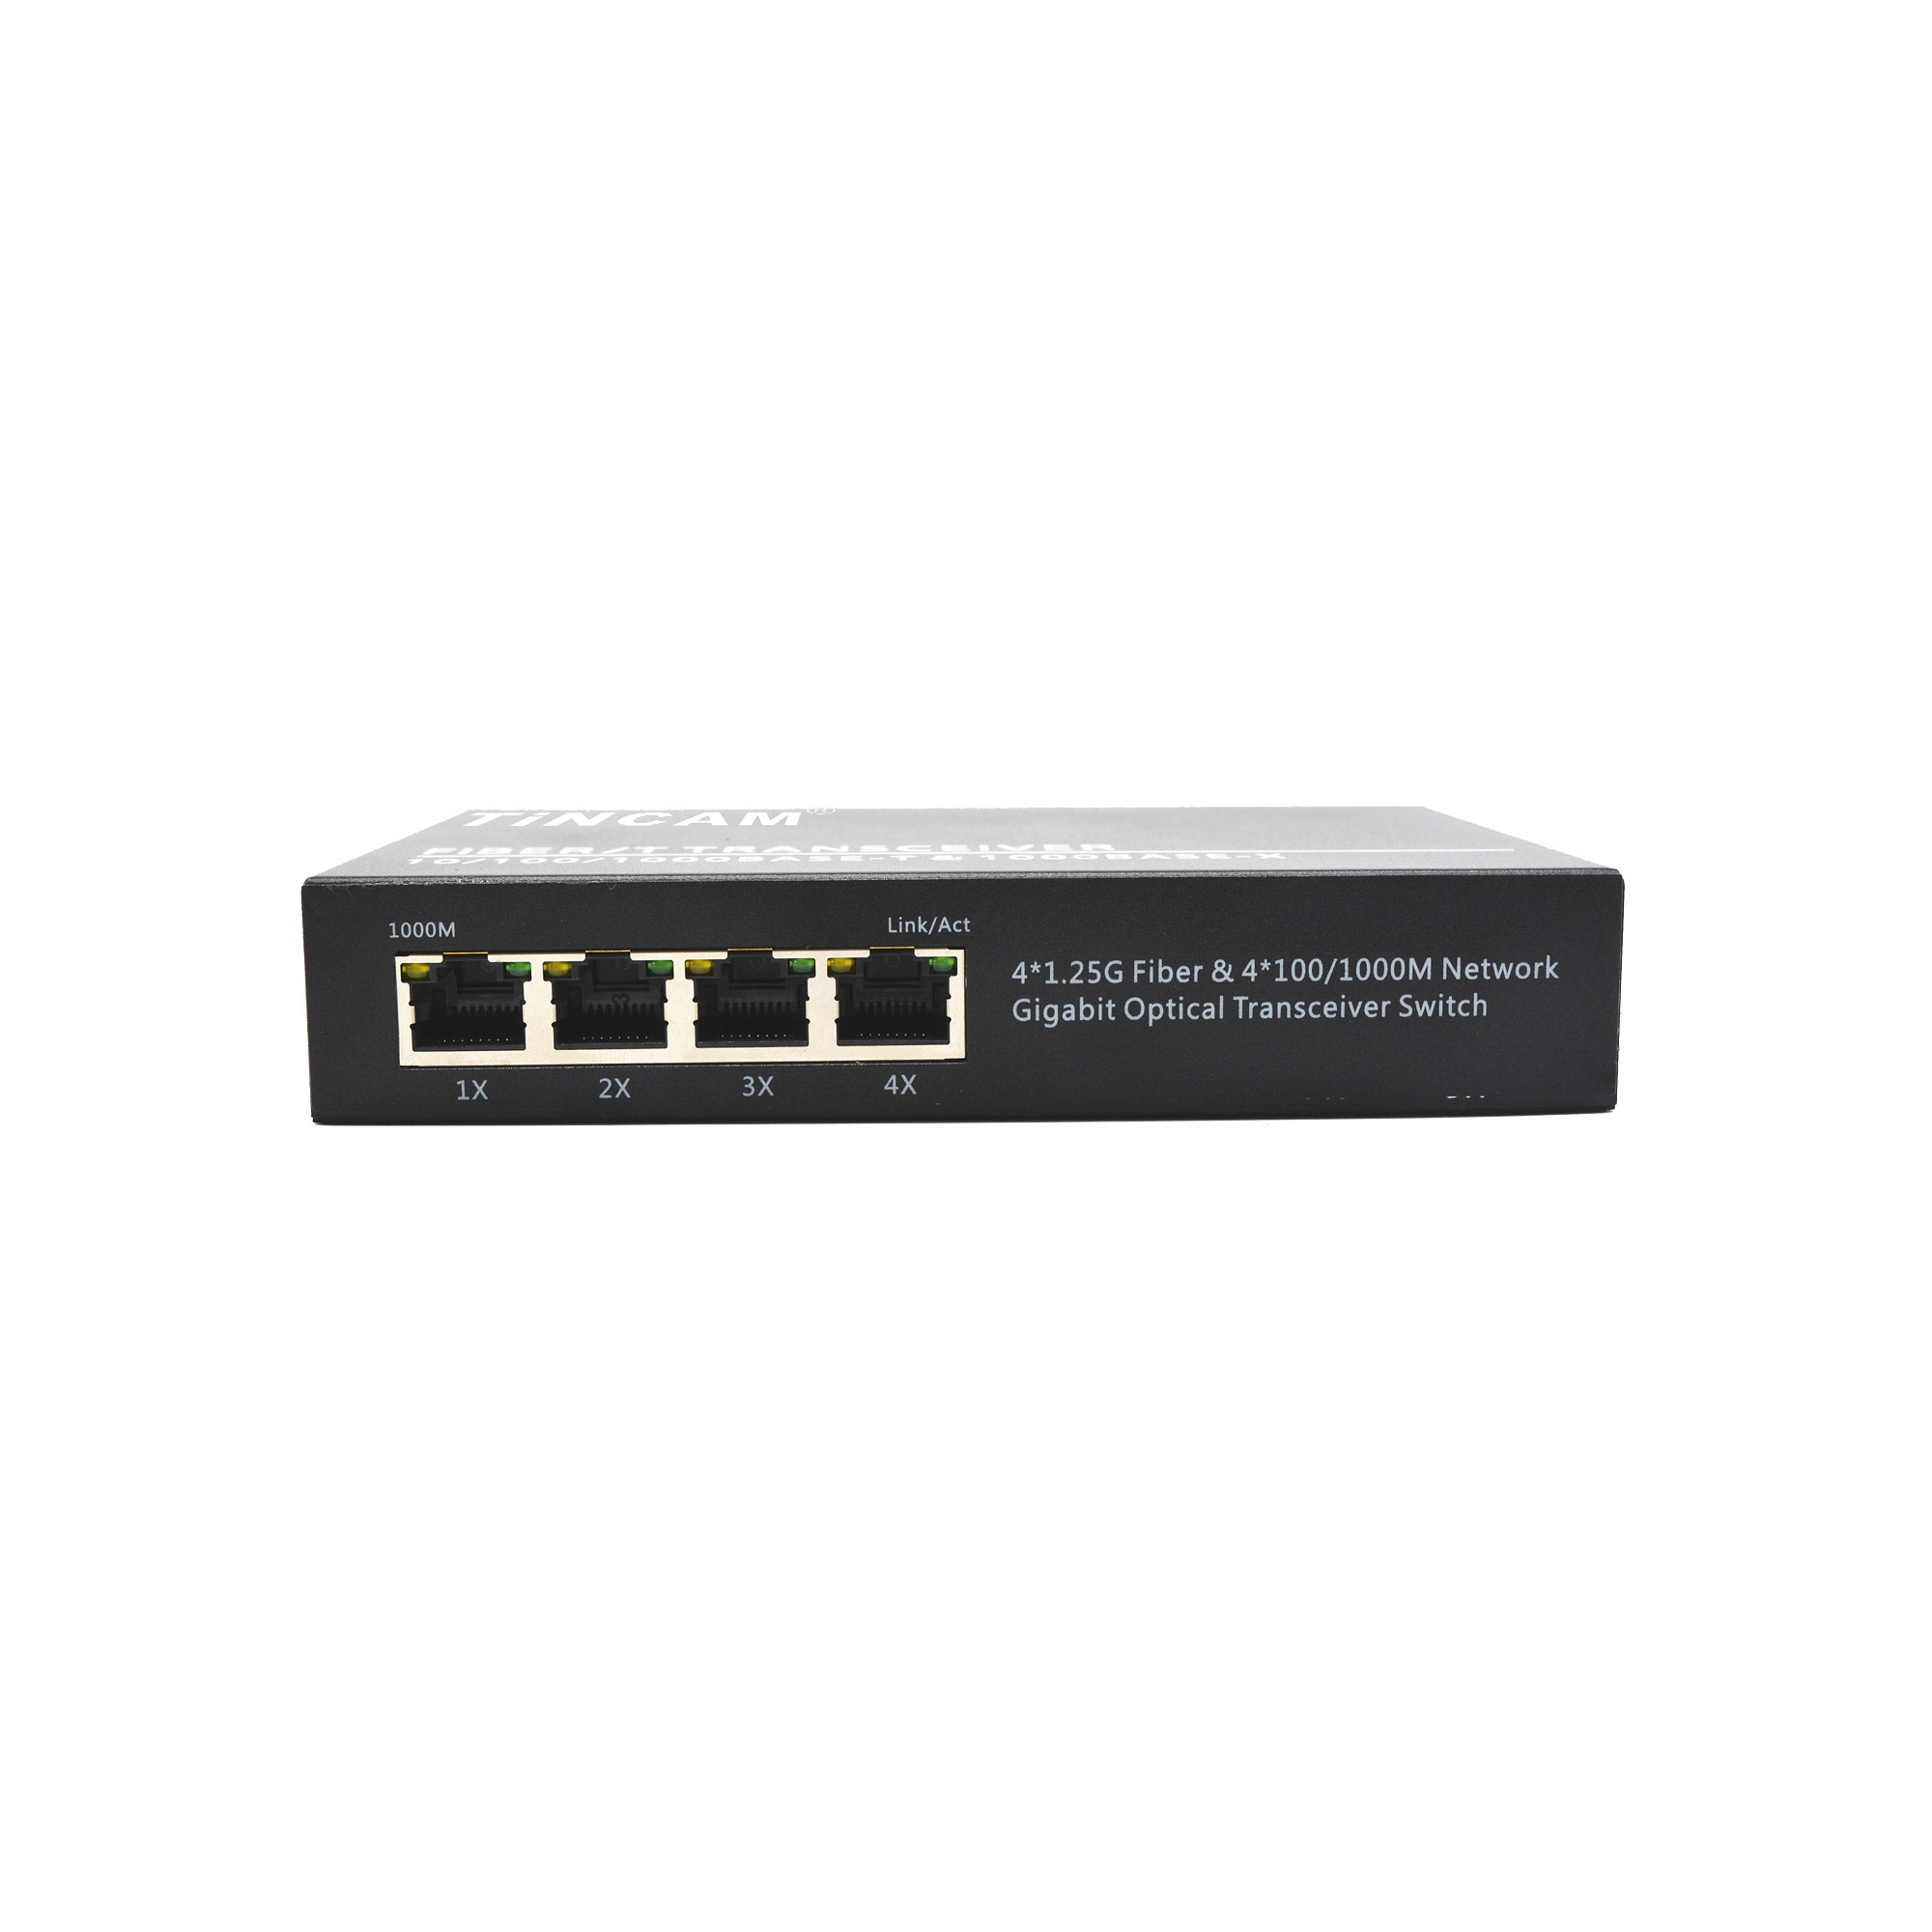 TiNCAM
FIBER/T TRANSCEIVER
10/100/1000BASE-T & 1000BASE-X
1000M
Link/Act
4*1.25G Fiber & 4*100/1000M Network
Gigabit Optical Transceiver Switch
1X 2X 3X 4X